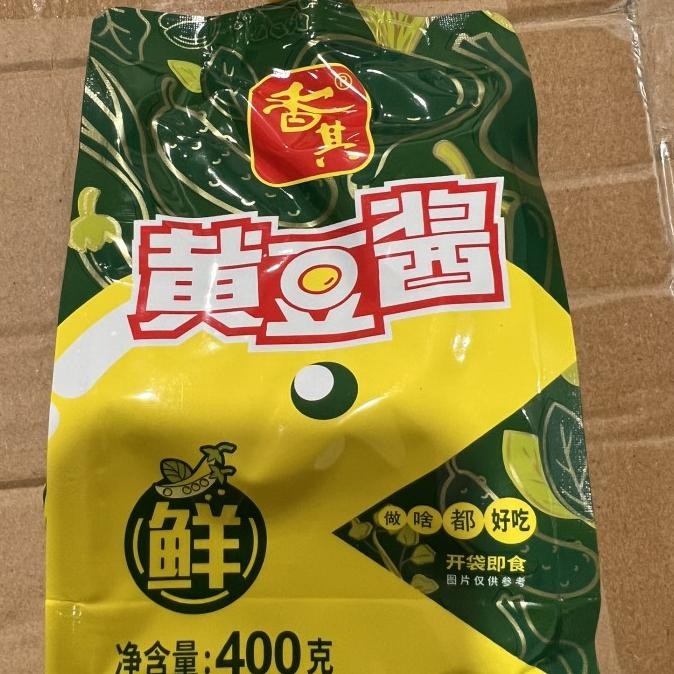 香其®
黄豆酱
鲜
做啥都好吃
开袋即食
图片仅供参考
净含量:400克